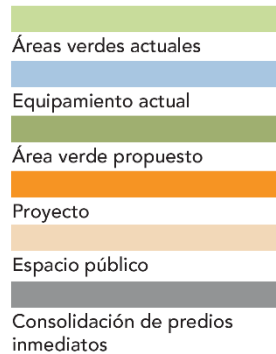 Áreas verdes actuales
Equipamiento actual
Área verde propuesto
Proyecto
Espacio público
Consolidación de predios
inmediatos